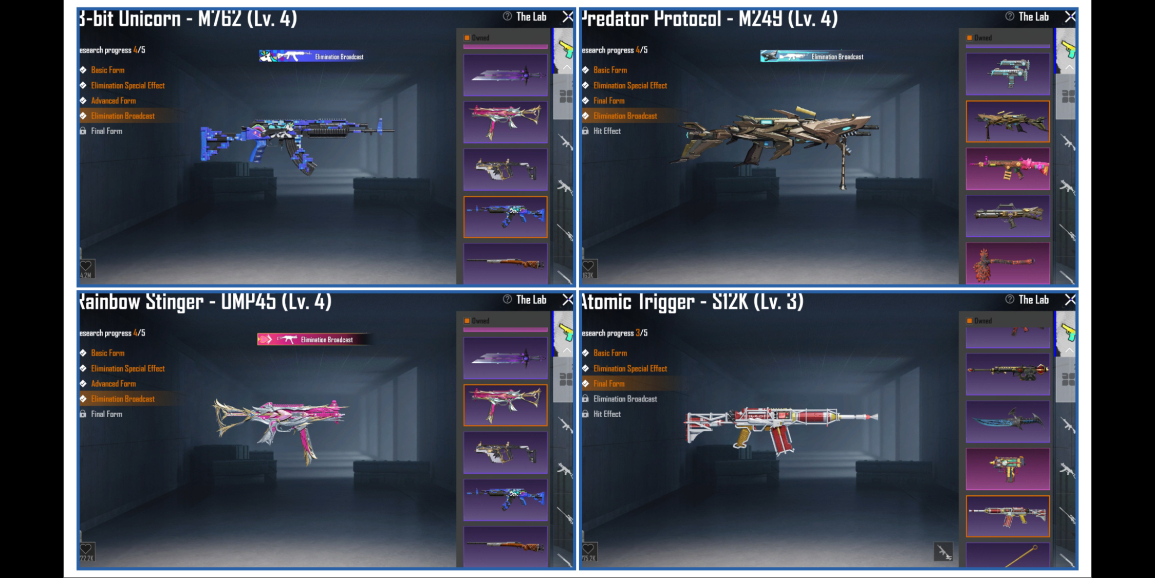 8-bit Unicorn - M762 (Lv. 4)
The Lab
esearch progress 4/5
Basic Form
Elimination Special Effect
Advanced Form
Elimination Broadcast
Final Form
Elimination Broadcast
Owned
Predator Protocol - M249 (Lv. 4)
The Lab
esearch progress 4/5
Basic Form
Elimination Special Effect
Final Form
Elimination Broadcast
Hit Effect
Elimination Broadcast
Owned
Rainbow Stinger - UMP45 (Lv. 4)
The Lab
esearch progress 4/5
Basic Form
Elimination Special Effect
Advanced Form
Elimination Broadcast
Final Form
Elimination Broadcast
Owned
Atomic Trigger - S12K (Lv. 3)
The Lab
esearch progress 3/5
Basic Form
Elimination Special Effect
Final Form
Elimination Broadcast
Hit Effect
Owned